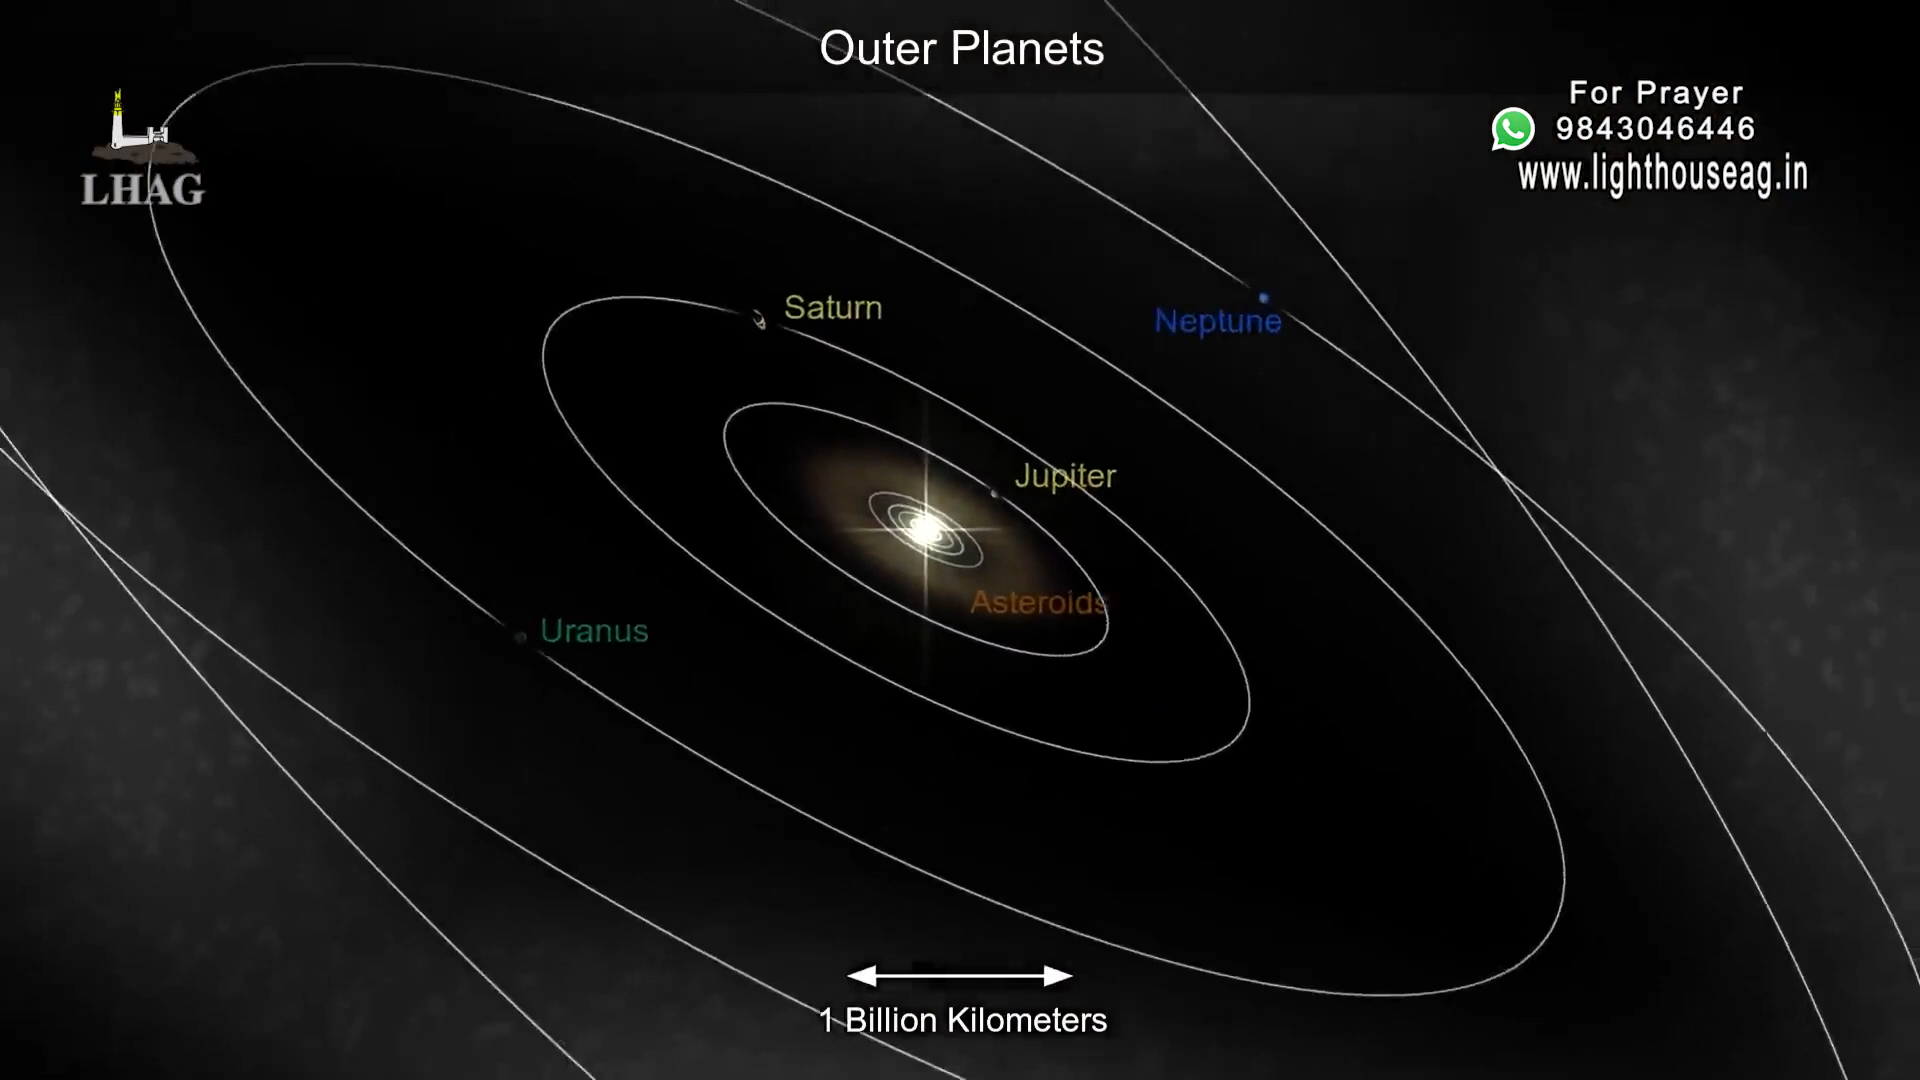 Outer Planets
For Prayer
9843046446
www.lighthouseag.in
LHAG
Saturn
Neptune
Jupiter
Asteroids
Uranus
1 Billion Kilometers